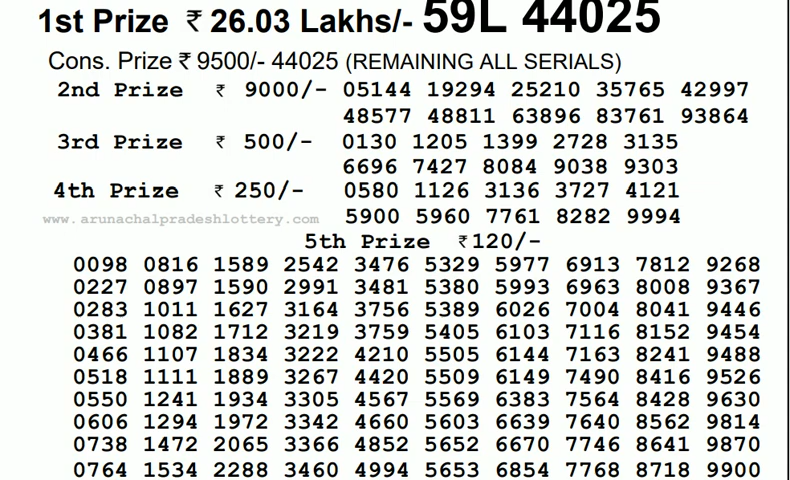 1st Prize ₹ 26.03 Lakhs/- 59L 44025
Cons. Prize ₹ 9500/- 44025 (REMAINING ALL SERIALS)
2nd Prize ₹ 9000/- 05144 19294 25210 35765 42997
48577 48811 63896 83761 93864
3rd Prize ₹ 500/- 0130 1205 1399 2728 3135
6696 7427 8084 9038 9303
4th Prize ₹ 250/- 0580 1126 3136 3727 4121
www.arunachalpradeshlottery.com 5900 5960 7761 8282 9994
5th Prize ₹120/-
0098 0816 1589 2542 3476 5329 5977 6913 7812 9268
0227 0897 1590 2991 3481 5380 5993 6963 8008 9367
0283 1011 1627 3164 3756 5389 6026 7004 8041 9446
0381 1082 1712 3219 3759 5405 6103 7116 8152 9454
0466 1107 1834 3222 4210 5505 6144 7163 8241 9488
0518 1111 1889 3267 4420 5509 6149 7490 8416 9526
0550 1241 1934 3305 4567 5569 6383 7564 8428 9630
0606 1294 1972 3342 4660 5603 6639 7640 8562 9814
0738 1472 2065 3366 4852 5652 6670 7746 8641 9870
0764 1534 2288 3460 4994 5653 6854 7768 8718 9900